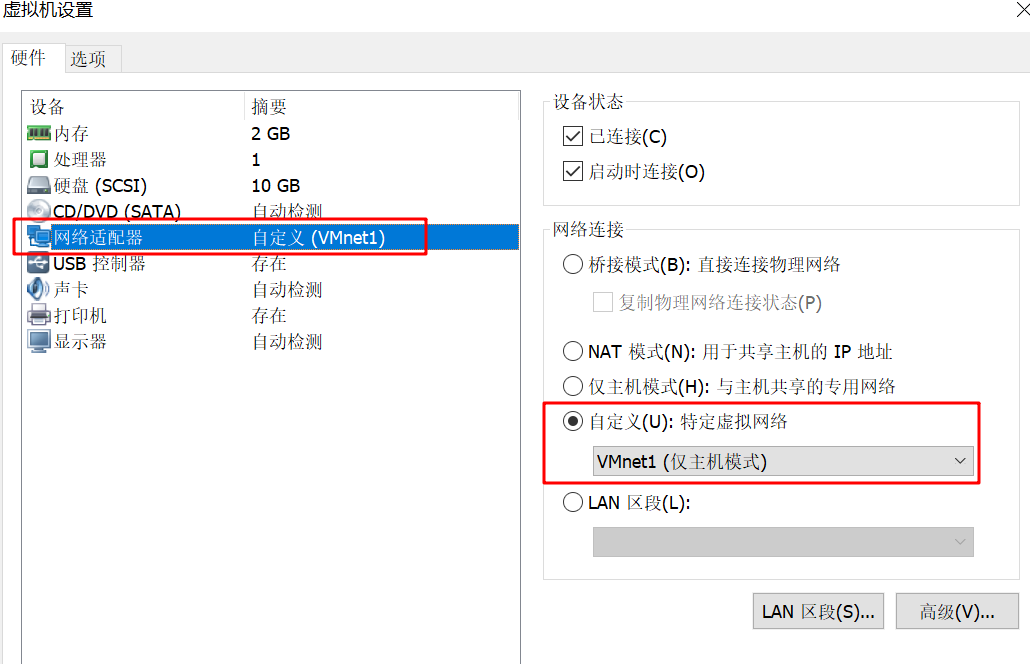 虚拟机设置
硬件 选项
设备 摘要
内存 2 GB
处理器 1
硬盘 (SCSI) 10 GB
CD/DVD (SATA) 自动检测
网络适配器 自定义 (VMnet1)
USB 控制器 存在
声卡 自动检测
打印机 存在
显示器 自动检测
设备状态
已连接(C)
启动时连接(O)
网络连接
桥接模式(B): 直接连接物理网络
复制物理网络连接状态(P)
NAT 模式(N): 用于共享主机的 IP 地址
仅主机模式(H): 与主机共享的专用网络
自定义(U): 特定虚拟网络
VMnet1 (仅主机模式)
LAN 区段(L):
LAN 区段(S)... 高级(V)...